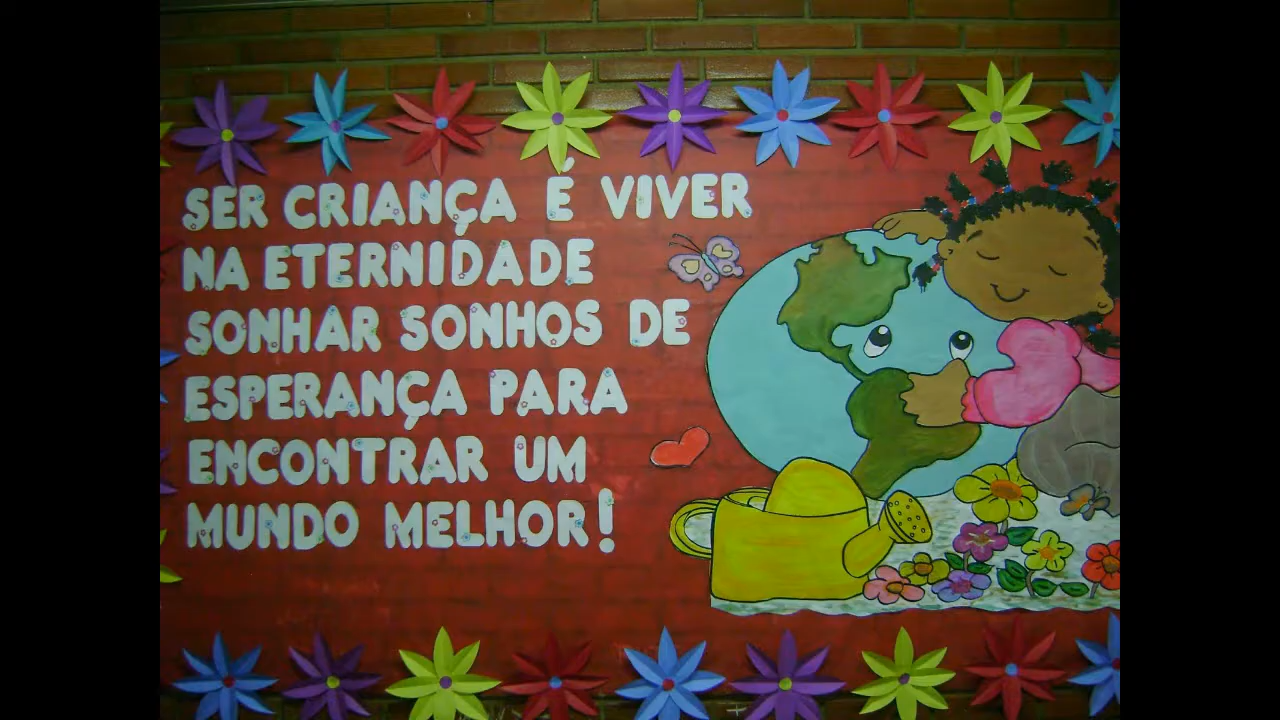 SER CRIANÇA É VIVER
NA ETERNIDADE
SONHAR SONHOS DE
ESPERANÇA PARA
ENCONTRAR UM
MUNDO MELHOR!